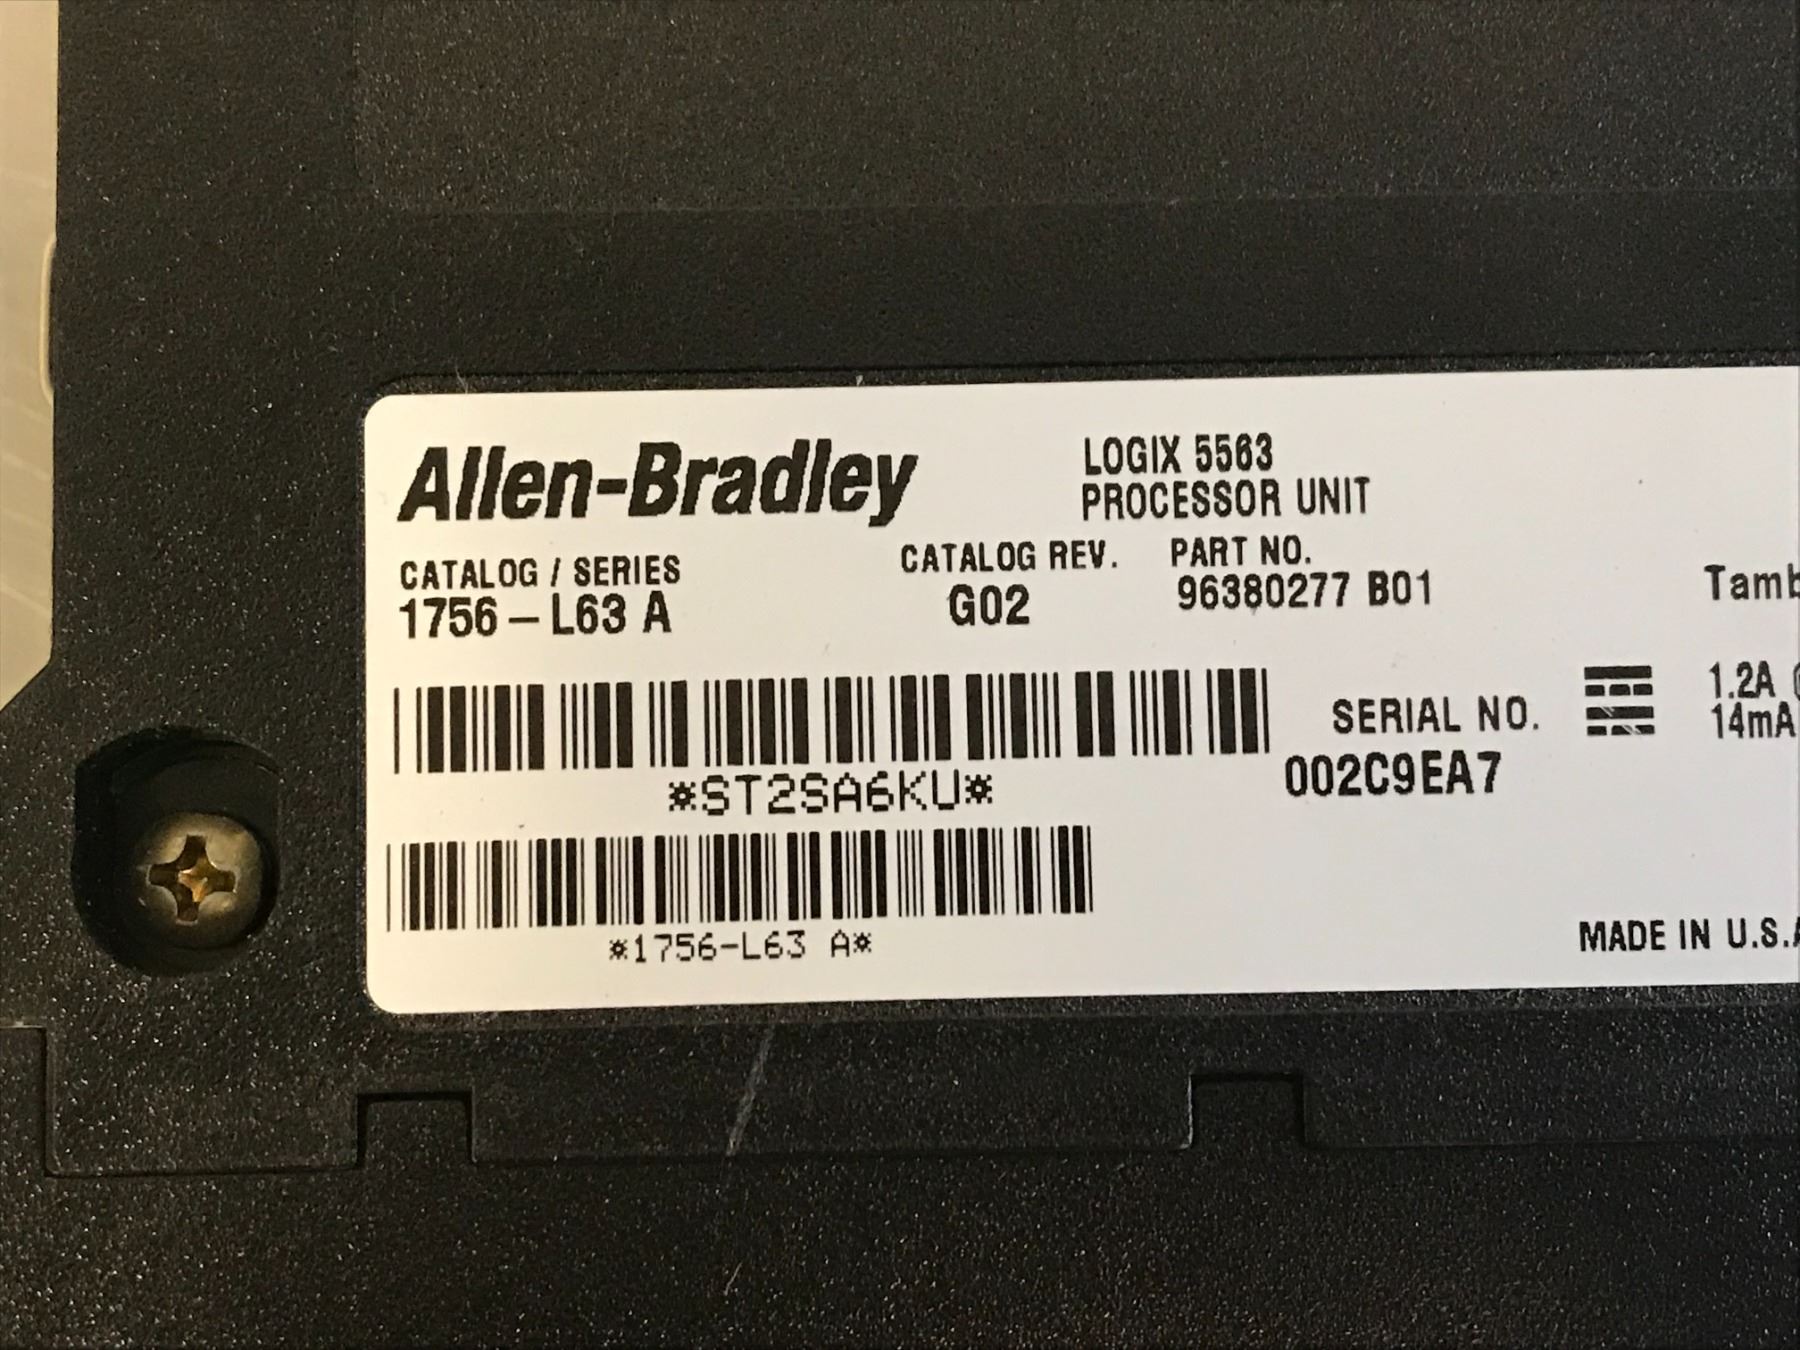 Allen-Bradley
LOGIX 5563
PROCESSOR UNIT
CATALOG / SERIES
1756 – L63 A
CATALOG REV.
G02
PART NO.
96380277 B01
Tamb
*ST2SA6KU*
SERIAL NO.
002C9EA7
1.2A
14mA
*1756-L63 A*
MADE IN U.S.A